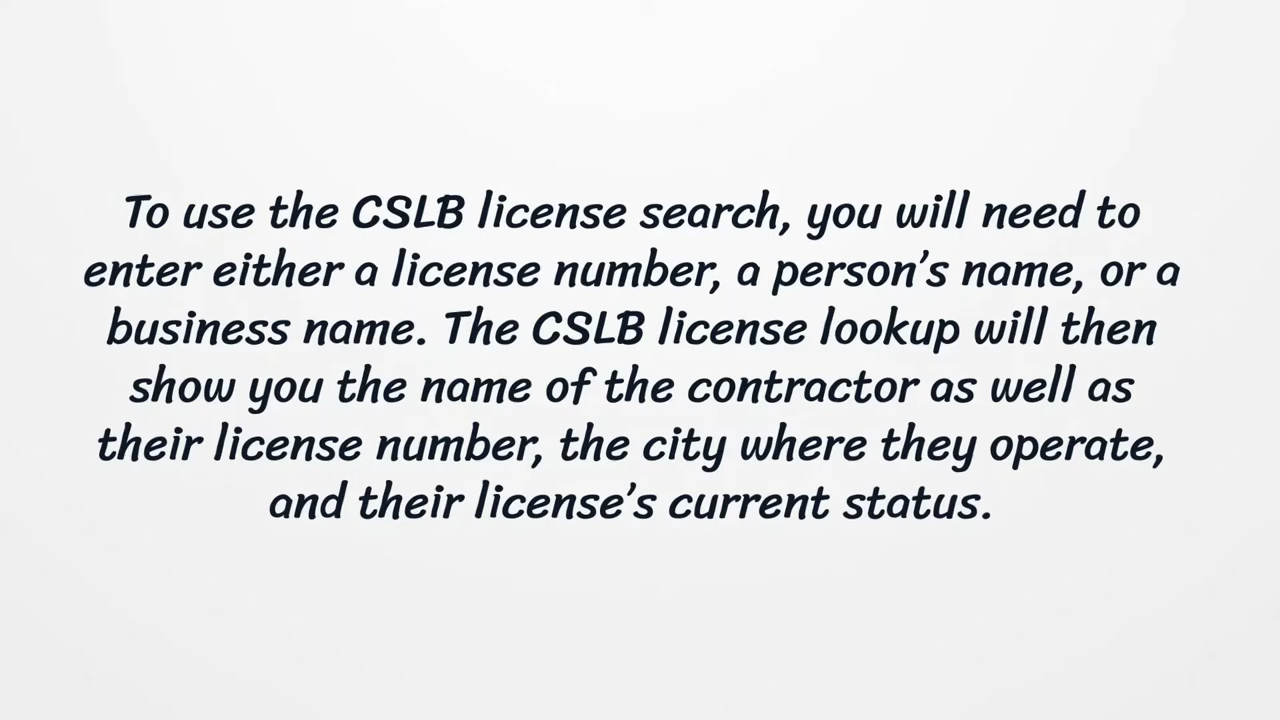 To use the CSLB license search, you will need to
enter either a license number, a person’s name, or a
business name. The CSLB license lookup will then
show you the name of the contractor as well as
their license number, the city where they operate,
and their license’s current status.